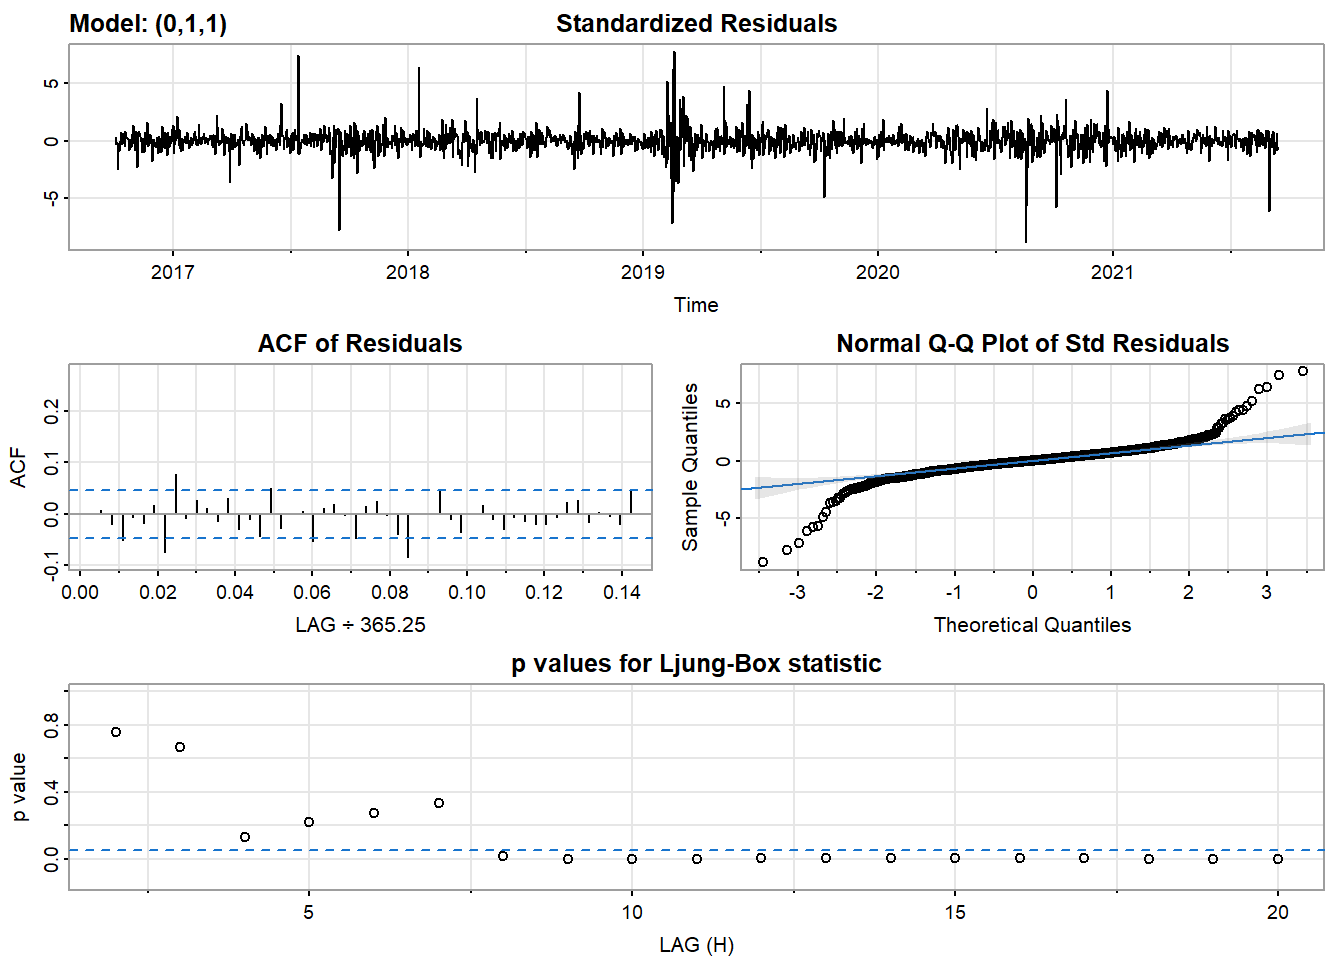 Model: (0,1,1) Standardized Residuals
5
0
-5
2017 2018 2019 2020 2021
Time
ACF of Residuals
ACF
0.2
0.1
0.0
-0.1
0.00 0.02 0.04 0.06 0.08 0.10 0.12 0.14
LAG ÷ 365.25
Normal Q-Q Plot of Std Residuals
Sample Quantiles
5
0
-5
-3 -2 -1 0 1 2 3
Theoretical Quantiles
p values for Ljung-Box statistic
p value
0.8
0.4
0.0
5 10 15 20
LAG (H)